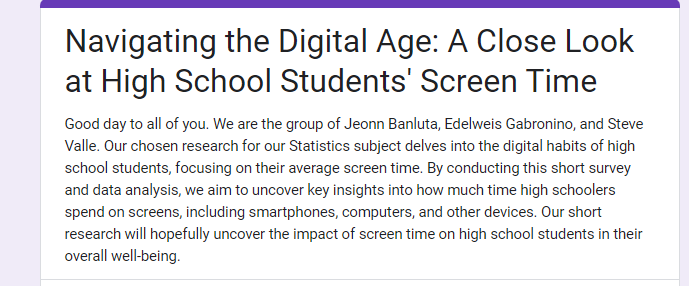 Navigating the Digital Age: A Close Look
at High School Students' Screen Time
Good day to all of you. We are the group of Jeonn Banluta, Edelweis Gabronino, and Steve
Valle. Our chosen research for our Statistics subject delves into the digital habits of high
school students, focusing on their average screen time. By conducting this short survey
and data analysis, we aim to uncover key insights into how much time high schoolers
spend on screens, including smartphones, computers, and other devices. Our short
research will hopefully uncover the impact of screen time on high school students in their
overall well-being.